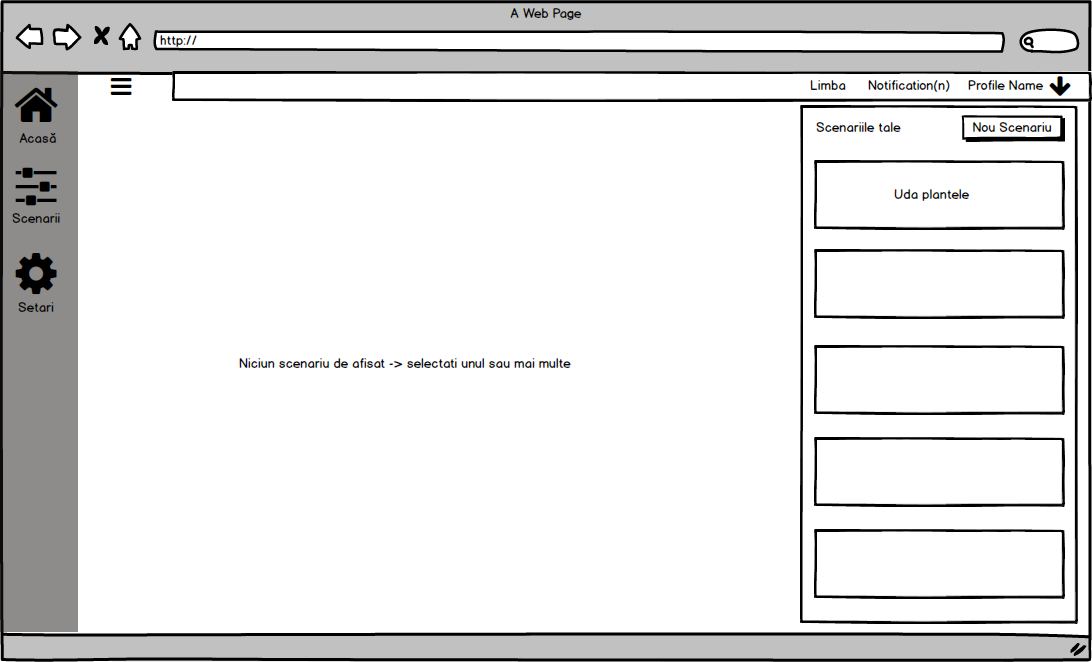 A Web Page
http://
Limba Notification(n) Profile Name
Acasă
Scenarii
Setari
Niciun scenariu de afisat -> selectati unul sau mai multe
Scenariile tale
Nou Scenariu
Uda plantele